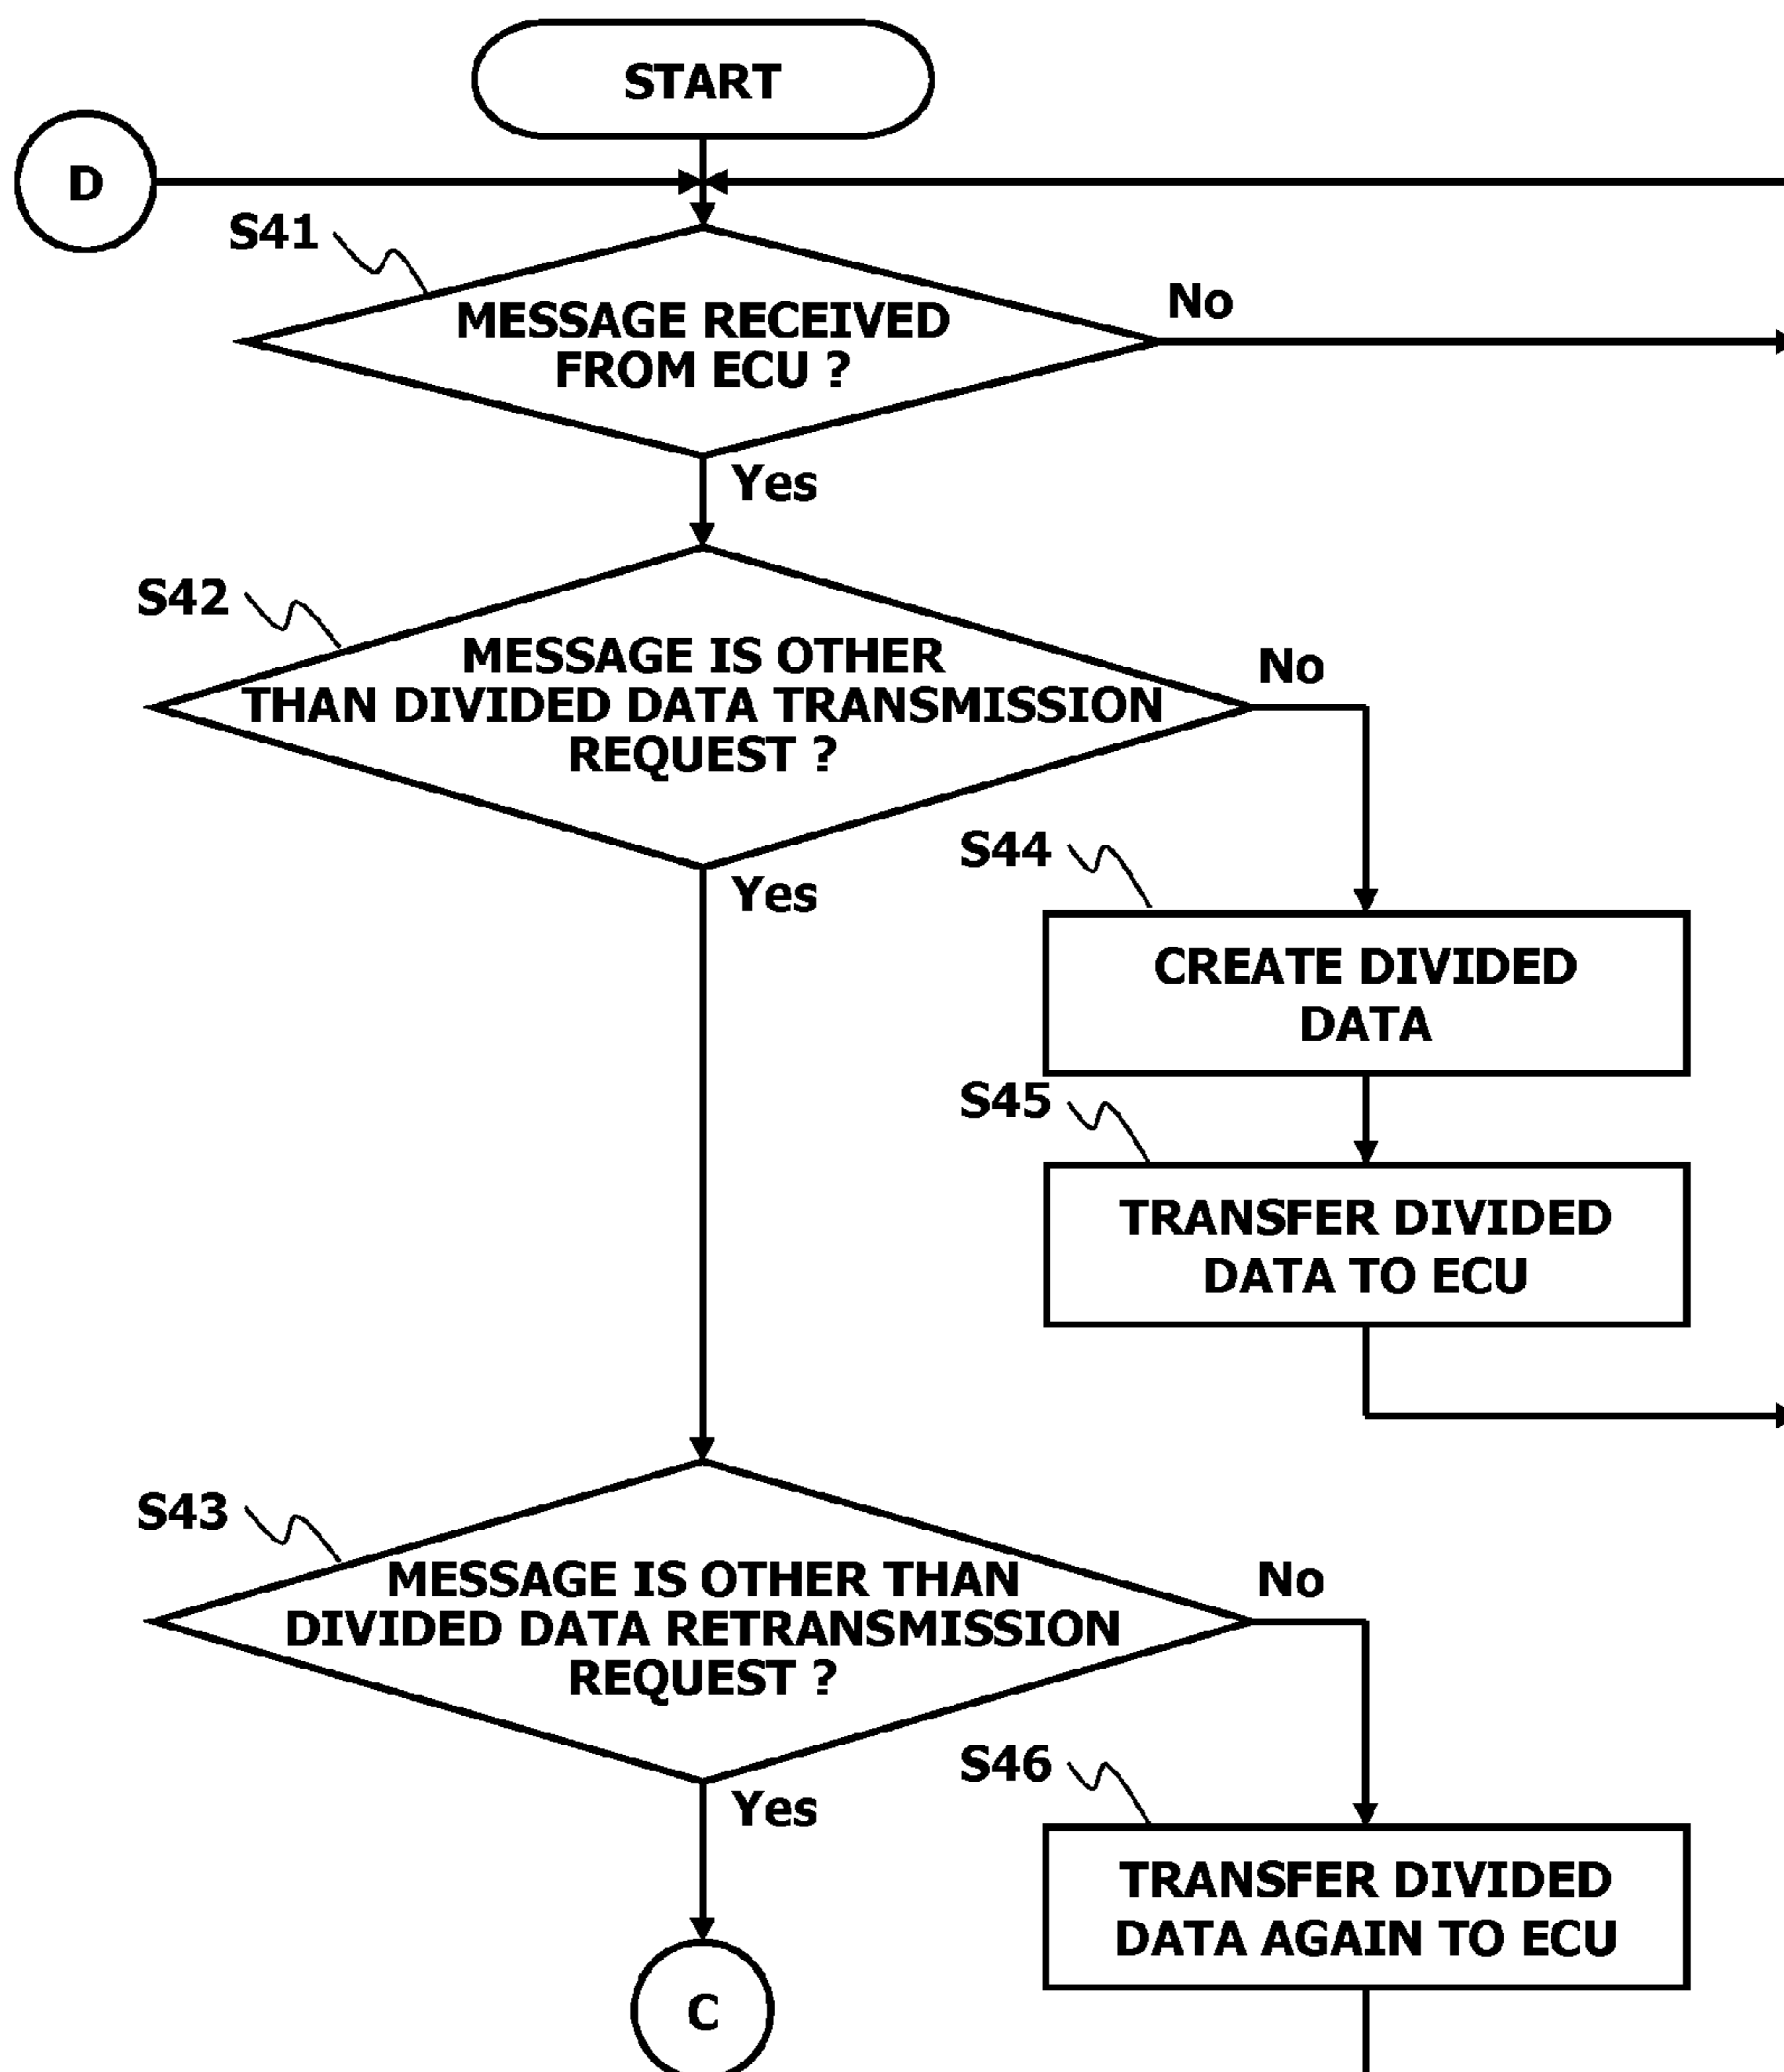 START
D
S41
MESSAGE RECEIVED
FROM ECU ?
No
Yes
S42
MESSAGE IS OTHER
THAN DIVIDED DATA TRANSMISSION
REQUEST ?
No
Yes
S44
CREATE DIVIDED
DATA
S45
TRANSFER DIVIDED
DATA TO ECU
S43
MESSAGE IS OTHER THAN
DIVIDED DATA RETRANSMISSION
REQUEST ?
No
Yes
S46
TRANSFER DIVIDED
DATA AGAIN TO ECU
C